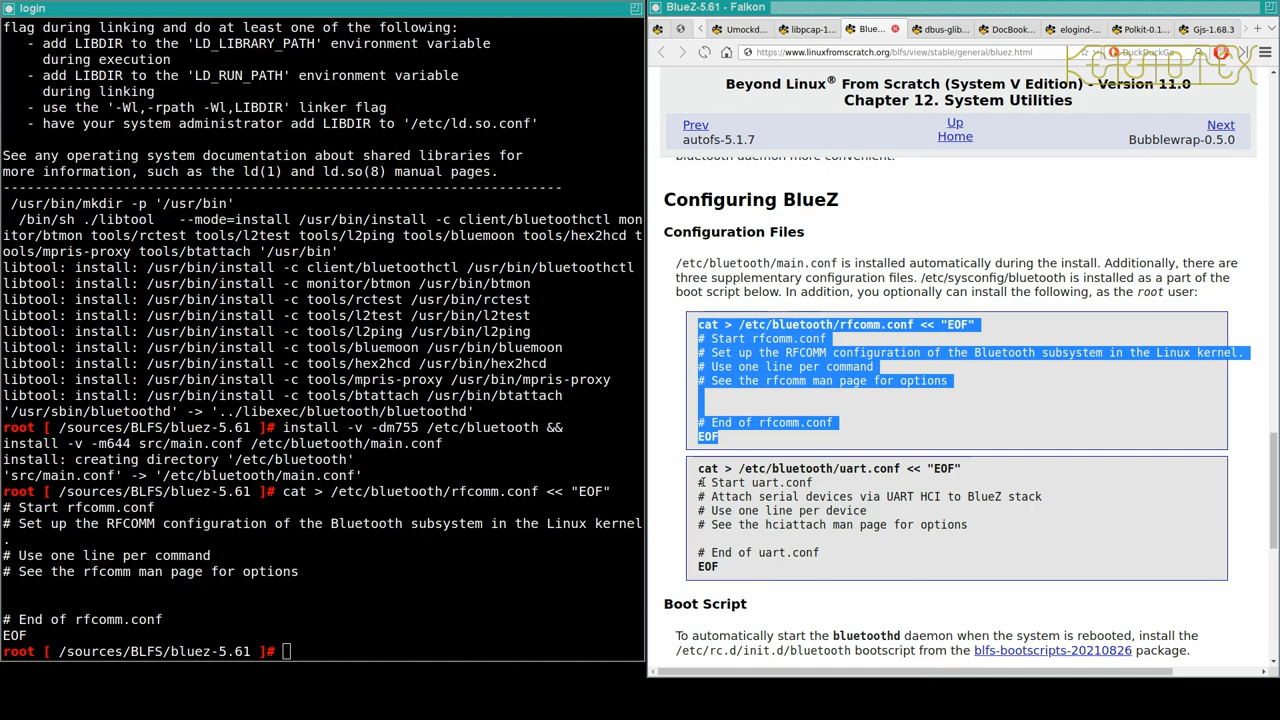 login
flag during linking and do at least one of the following:
- add LIBDIR to the 'LD_LIBRARY_PATH' environment variable
during execution
- add LIBDIR to the 'LD_RUN_PATH' environment variable
during linking
- use the '-Wl,-rpath -Wl,LIBDIR' linker flag
- have your system administrator add LIBDIR to '/etc/ld.so.conf'
See any operating system documentation about shared libraries for
more information, such as the ld(1) and ld.so(8) manual pages.
----------------------------------------------------------------------
/usr/bin/mkdir -p '/usr/bin'
/bin/sh ./libtool   --mode=install /usr/bin/install -c client/bluetoothctl mon
itor/btmon tools/rctest tools/l2test tools/l2ping tools/bluemoon tools/hex2hcd t
ools/mpris-proxy tools/btattach '/usr/bin'
libtool: install: /usr/bin/install -c client/bluetoothctl /usr/bin/bluetoothctl
libtool: install: /usr/bin/install -c monitor/btmon /usr/bin/btmon
libtool: install: /usr/bin/install -c tools/rctest /usr/bin/rctest
libtool: install: /usr/bin/install -c tools/l2test /usr/bin/l2test
libtool: install: /usr/bin/install -c tools/l2ping /usr/bin/l2ping
libtool: install: /usr/bin/install -c tools/bluemoon /usr/bin/bluemoon
libtool: install: /usr/bin/install -c tools/hex2hcd /usr/bin/hex2hcd
libtool: install: /usr/bin/install -c tools/mpris-proxy /usr/bin/mpris-proxy
libtool: install: /usr/bin/install -c tools/btattach /usr/bin/btattach
'/usr/sbin/bluetoothd' -> '../libexec/bluetooth/bluetoothd'
root [ /sources/BLFS/bluez-5.61 ]# install -v -dm755 /etc/bluetooth &&
install -v -m644 src/main.conf /etc/bluetooth/main.conf
install: creating directory '/etc/bluetooth'
'src/main.conf' -> '/etc/bluetooth/main.conf'
root [ /sources/BLFS/bluez-5.61 ]# cat > /etc/bluetooth/rfcomm.conf << "EOF"
# Start rfcomm.conf
# Set up the RFCOMM configuration of the Bluetooth subsystem in the Linux kernel
.
# Use one line per command
# See the rfcomm man page for options
# End of rfcomm.conf
EOF
root [ /sources/BLFS/bluez-5.61 ]#
BlueZ-5.61 - Falkon
Umockd...
libpcap-1...
Blue...
dbus-glib...
DocBook...
elogind-...
Polkit-0.1...
Gjs-1.68.3
https://www.linuxfromscratch.org/blfs/view/stable/general/bluez.html
DuckDuckGo
KERNOTEX
Beyond Linux® From Scratch (System V Edition) - Version 11.0
Chapter 12. System Utilities
Prev
Up
Next
autofs-5.1.7
Home
Bubblewrap-0.5.0
bluetooth daemon more convenient.
Configuring BlueZ
Configuration Files
/etc/bluetooth/main.conf is installed automatically during the install. Additionally, there are
three supplementary configuration files. /etc/sysconfig/bluetooth is installed as a part of the
boot script below. In addition, you optionally can install the following, as the root user:
cat > /etc/bluetooth/rfcomm.conf << "EOF"
# Start rfcomm.conf
# Set up the RFCOMM configuration of the Bluetooth subsystem in the Linux kernel.
# Use one line per command
# See the rfcomm man page for options
# End of rfcomm.conf
EOF
cat > /etc/bluetooth/uart.conf << "EOF"
# Start uart.conf
# Attach serial devices via UART HCI to BlueZ stack
# Use one line per device
# See the hciattach man page for options
# End of uart.conf
EOF
Boot Script
To automatically start the bluetoothd daemon when the system is rebooted, install the
/etc/rc.d/init.d/bluetooth bootscript from the blfs-bootscripts-20210826 package.